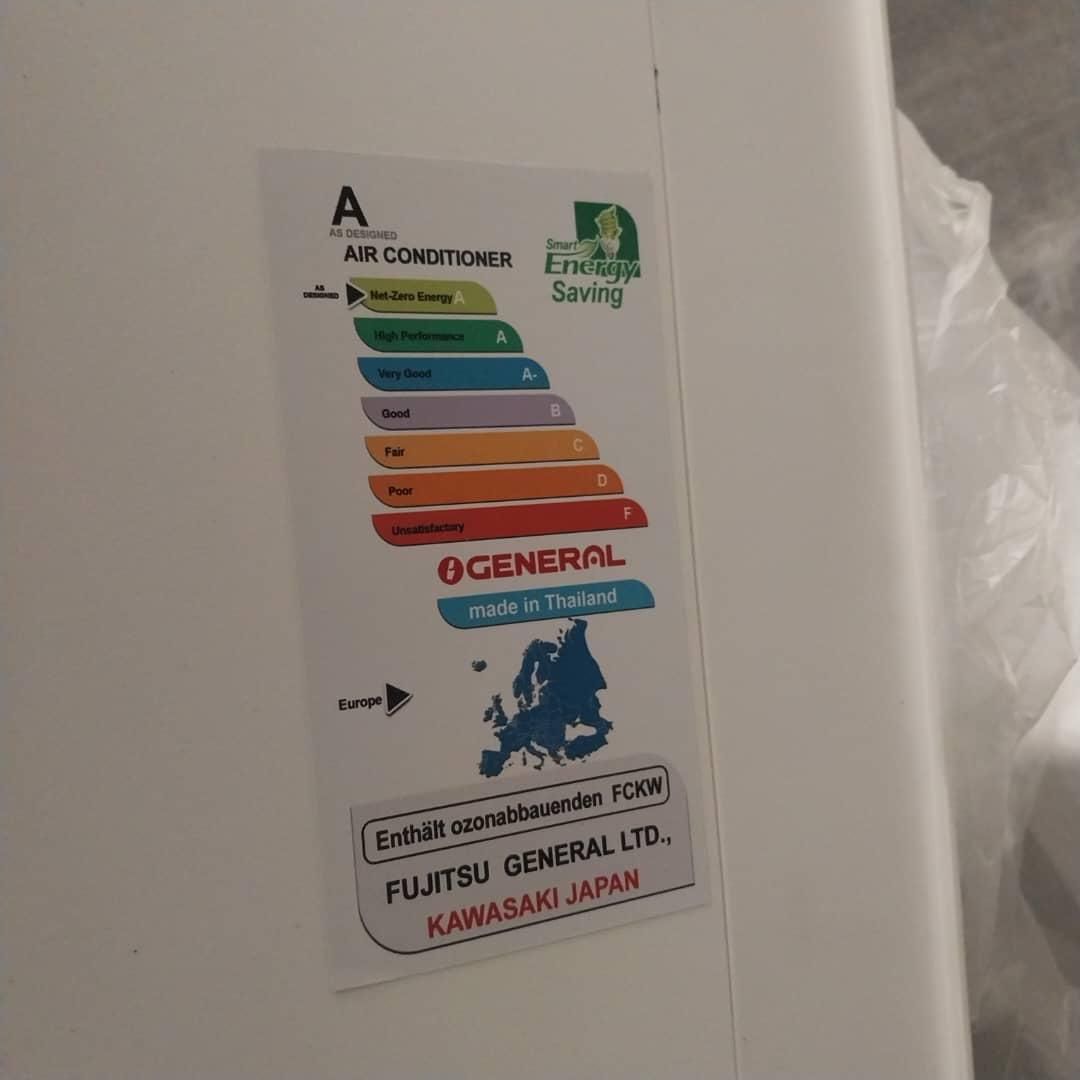 A
AS DESIGNED
AIR CONDITIONER
Smart
Energy
Saving
AS
DESIGNED
Net-Zero Energy A
High Performance A
Very Good A-
Good B
Fair C
Poor D
Unsatisfactory F
GENERAL
made in Thailand
Europe
Enthält ozonabbauenden FCKW
FUJITSU GENERAL LTD.,
KAWASAKI JAPAN